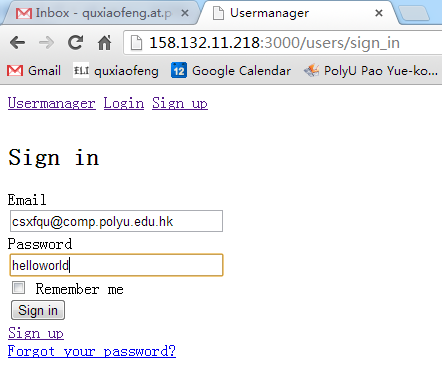 Inbox - quxiaofeng.at.p
Usermanager
158.132.11.218:3000/users/sign_in
Gmail
quxiaofeng
12 Google Calendar
PolyU Pao Yue-ko...
Usermanager Login Sign up
Sign in
Email
csxfqu@comp.polyu.edu.hk
Password
helloworld
Remember me
Sign in
Sign up
Forgot your password?